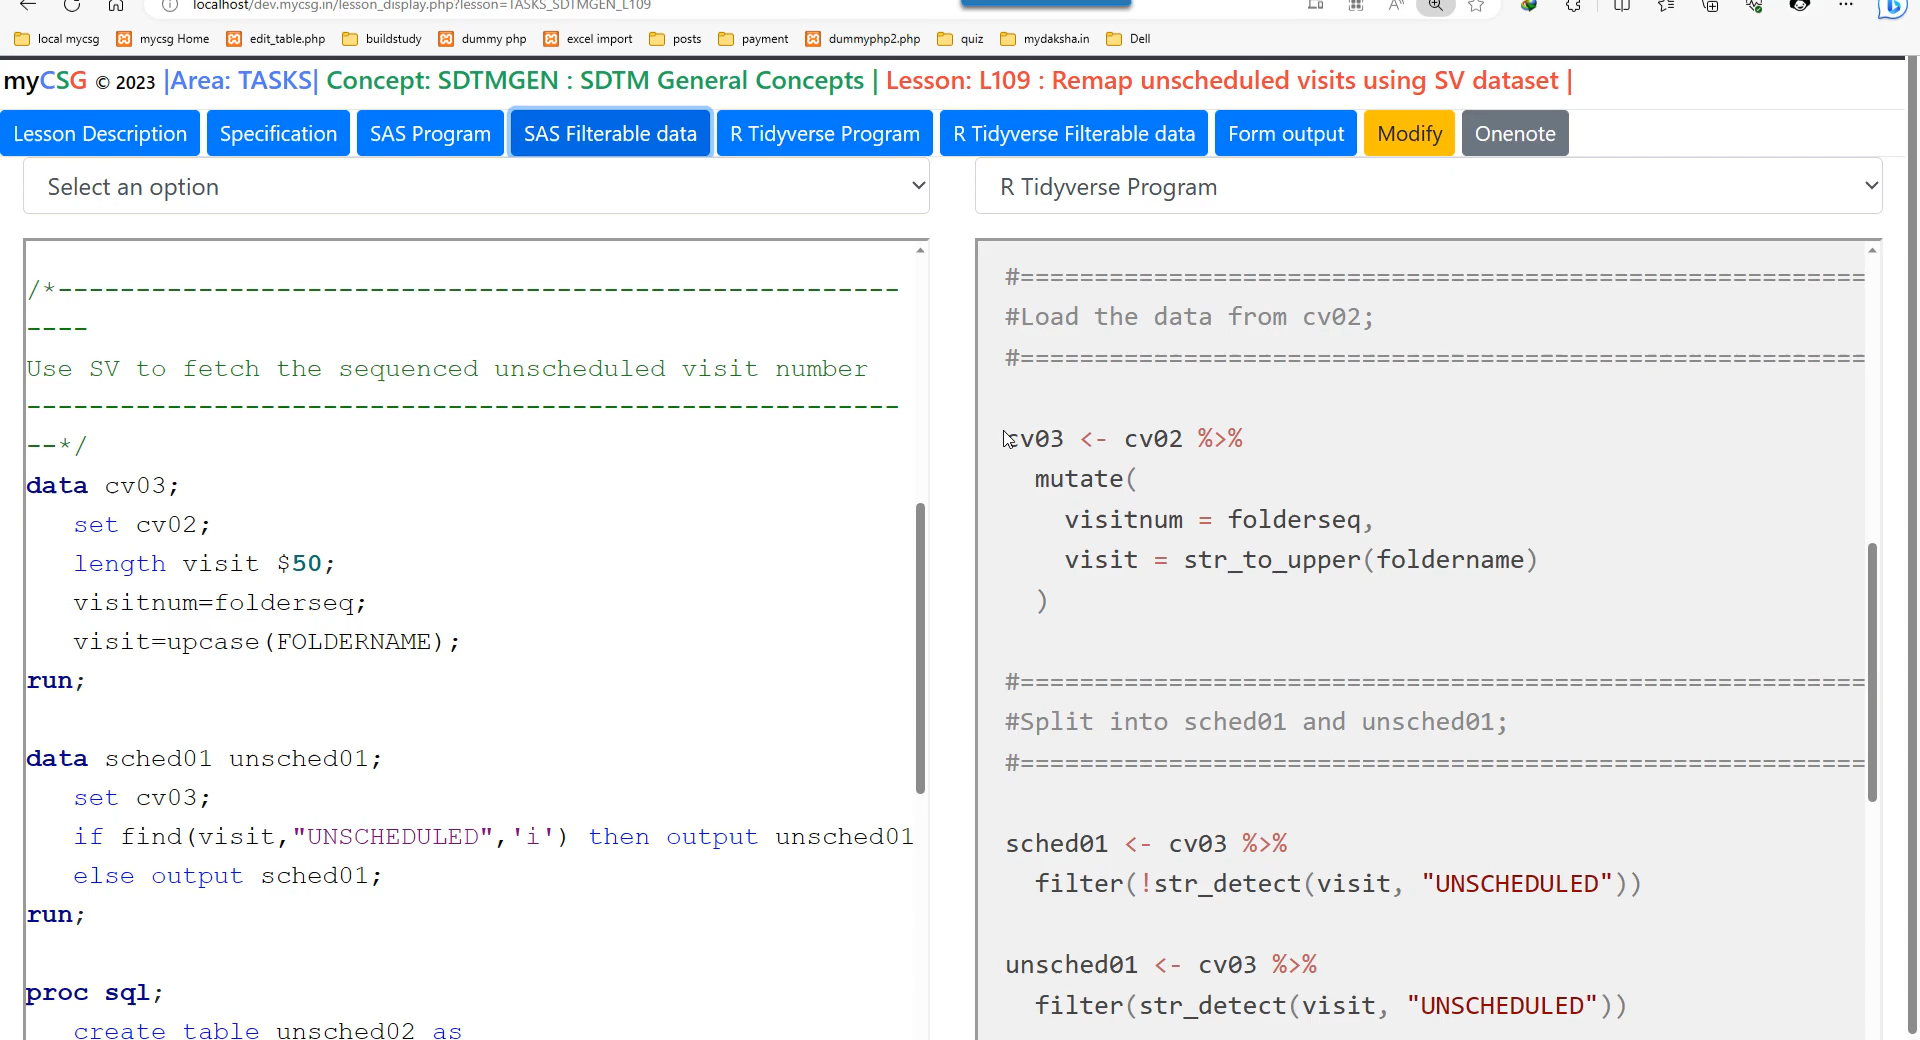 localhost/dev.mycsg.in/lesson_display.php?lesson=TASKS_SDTMGEN_L109
local mycsg mycsg Home edit_table.php buildstudy dummy php excel import posts payment dummyphp2.php quiz mydaksha.in Dell
myCSG © 2023 |Area: TASKS| Concept: SDTMGEN : SDTM General Concepts | Lesson: L109 : Remap unscheduled visits using SV dataset |
Lesson Description Specification SAS Program SAS Filterable data R Tidyverse Program R Tidyverse Filterable data Form output Modify Onenote
Select an option
/*------------------------------------------------------
----
Use SV to fetch the sequenced unscheduled visit number
--------------------------------------------------------
--*/
data cv03;
set cv02;
length visit $50;
visitnum=folderseq;
visit=upcase(FOLDERNAME);
run;
data sched01 unsched01;
set cv03;
if find(visit,"UNSCHEDULED",'i') then output unsched01
else output sched01;
run;
proc sql;
create table unsched02 as
R Tidyverse Program
#=========================================================
#Load the data from cv02;
#=========================================================
cv03 <- cv02 %>%
mutate(
visitnum = folderseq,
visit = str_to_upper(foldername)
)
#=========================================================
#Split into sched01 and unsched01;
#=========================================================
sched01 <- cv03 %>%
filter(!str_detect(visit, "UNSCHEDULED"))
unsched01 <- cv03 %>%
filter(str_detect(visit, "UNSCHEDULED"))